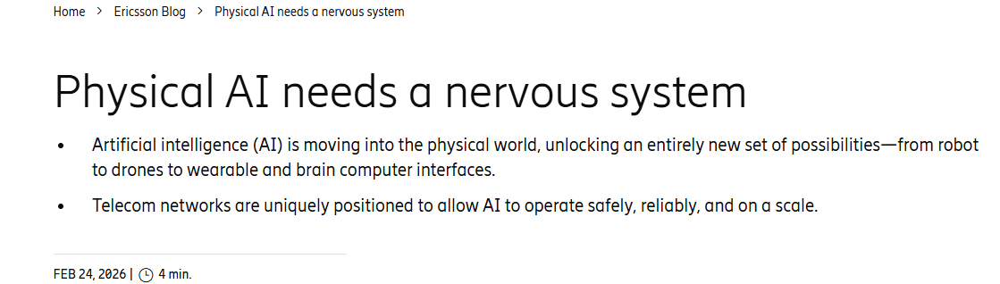 Home > Ericsson Blog > Physical AI needs a nervous system
Physical AI needs a nervous system
• Artificial intelligence (AI) is moving into the physical world, unlocking an entirely new set of possibilities—from robot
to drones to wearable and brain computer interfaces.
• Telecom networks are uniquely positioned to allow AI to operate safely, reliably, and on a scale.
FEB 24, 2026 | 4 min.